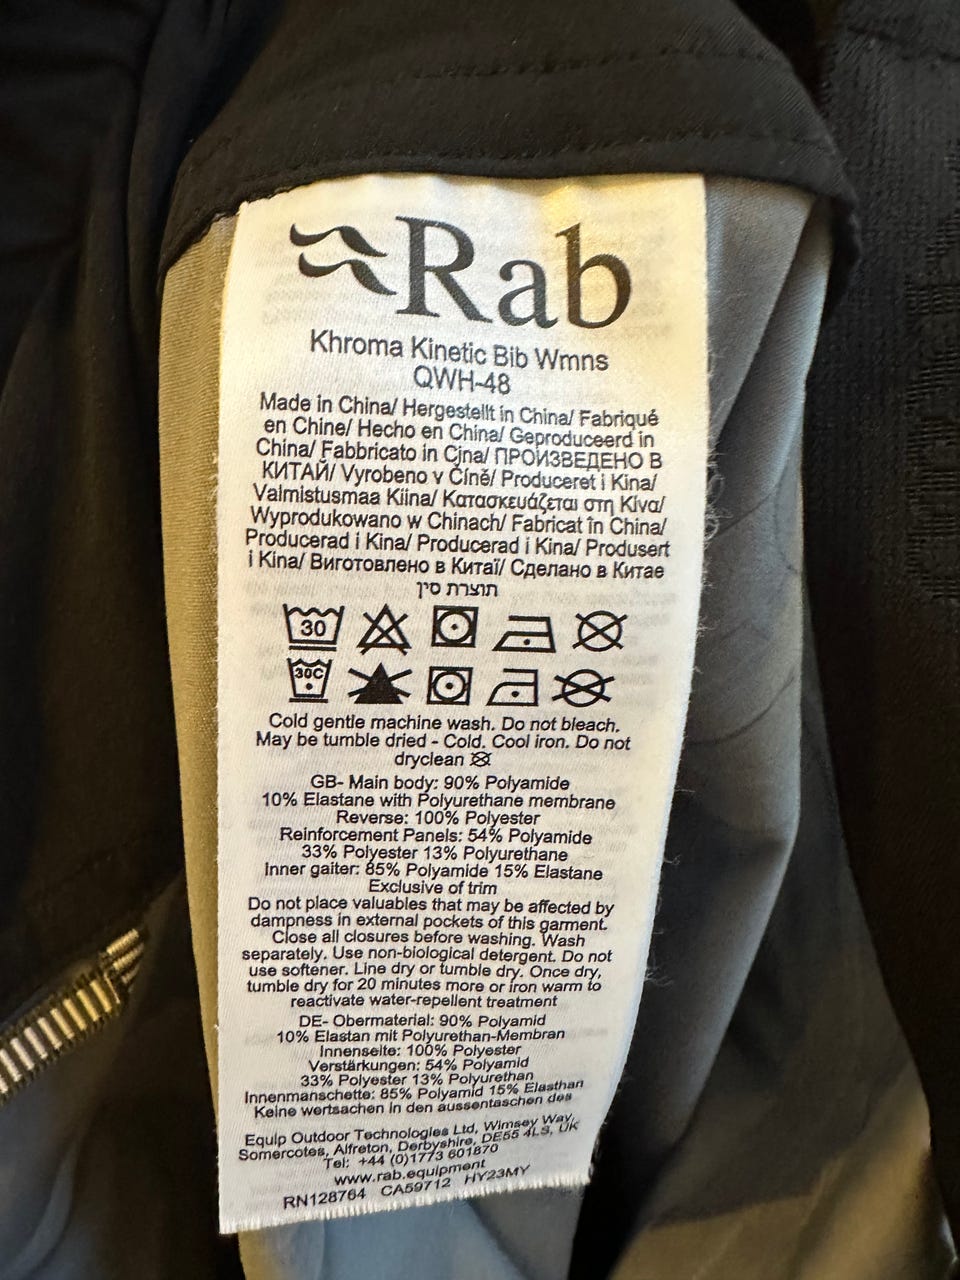 Rab
Khroma Kinetic Bib Wmns
QWH-48
Made in China/ Hergestellt in China/ Fabriqué
en Chine/ Hecho en China/ Geproduceerd in
China/ Fabbricato in Cina/ ПРОИЗВЕДЕНО В
КИТАЙ/ Vyrobeno v Číně/ Produceret i Kina/
Valmistusmaa Kiina/ Κατασκευάζεται στη Κίνα/
Wyprodukowano w Chinach/ Fabricat în China/
Producerad i Kina/ Producerad i Kina/ Produsert
i Kina/ Виготовлено в Китаї/ Сделано в Китае
תוצרת סין
30
30C
Cold gentle machine wash. Do not bleach.
May be tumble dried - Cold. Cool iron. Do not
dryclean
GB- Main body: 90% Polyamide
10% Elastane with Polyurethane membrane
Reverse: 100% Polyester
Reinforcement Panels: 54% Polyamide
33% Polyester 13% Polyurethane
Inner gaiter: 85% Polyamide 15% Elastane
Exclusive of trim
Do not place valuables that may be affected by
dampness in external pockets of this garment.
Close all closures before washing. Wash
separately. Use non-biological detergent. Do not
use softener. Line dry or tumble dry. Once dry,
tumble dry for 20 minutes more or iron warm to
reactivate water-repellent treatment
DE- Obermaterial: 90% Polyamid
10% Elastan mit Polyurethan-Membran
Innenseite: 100% Polyester
Verstärkungen: 54% Polyamid
33% Polyester 13% Polyurethan
Innenmanschette: 85% Polyamid 15% Elasthan
Keine wertsachen in den aussentaschen des
Equip Outdoor Technologies Ltd, Wimsey Way,
Somercotes, Alfreton, Derbyshire, DE55 4LS, UK
Tel: +44 (0)1773 601870
www.rab.equipment
RN128764 CA59712 HY23MY